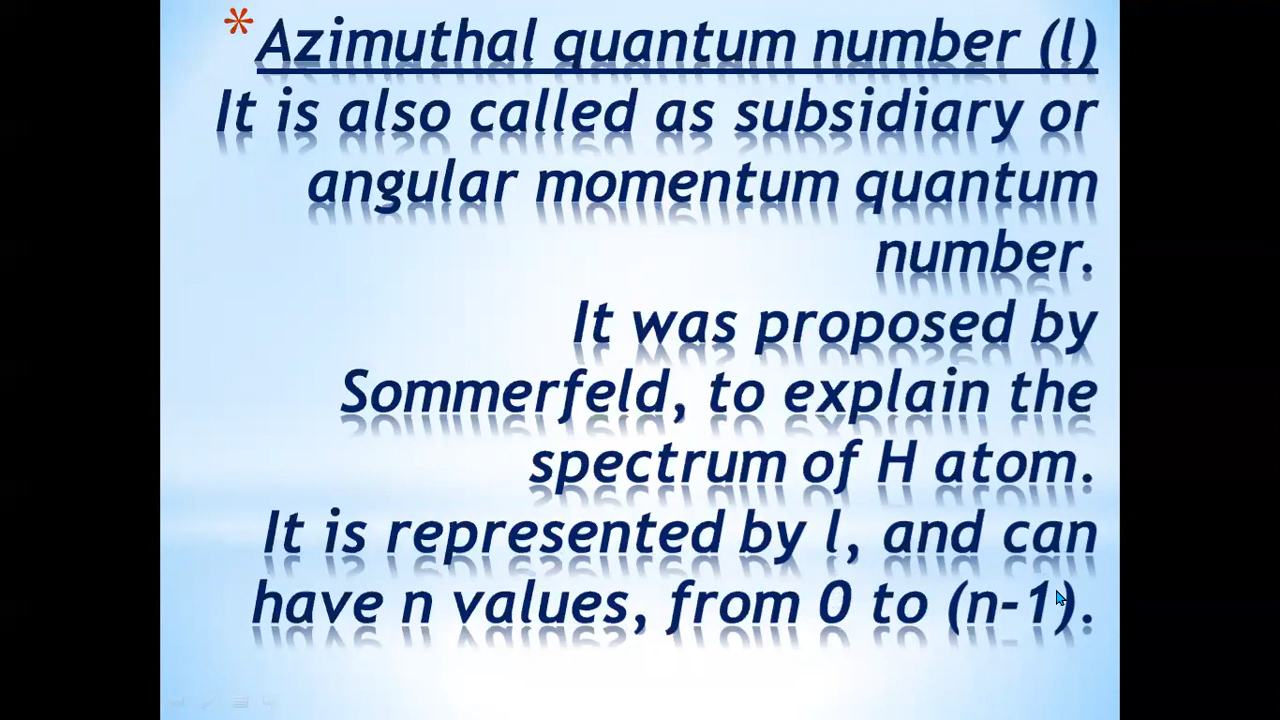 * Azimuthal quantum number (l)
It is also called as subsidiary or
angular momentum quantum
number.
It was proposed by
Sommerfeld, to explain the
spectrum of H atom.
It is represented by l, and can
have n values, from 0 to (n-1).